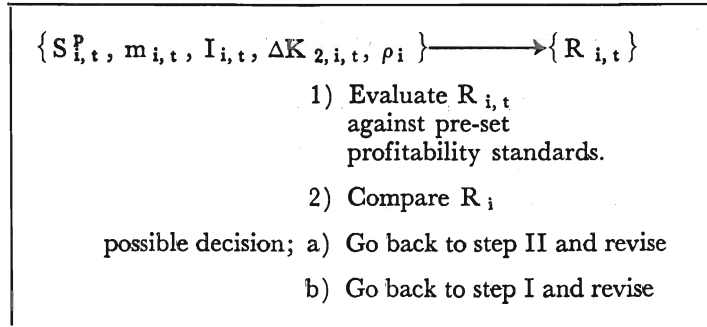 { S^P_{i, t}, m_{i, t}, I_{i, t}, ΔK_{2, i, t}, ρ_i } ⟶ { R_{i, t} }
1) Evaluate R_{i, t}
against pre-set
profitability standards.
2) Compare R_i
possible decision; a) Go back to step II and revise
b) Go back to step I and revise